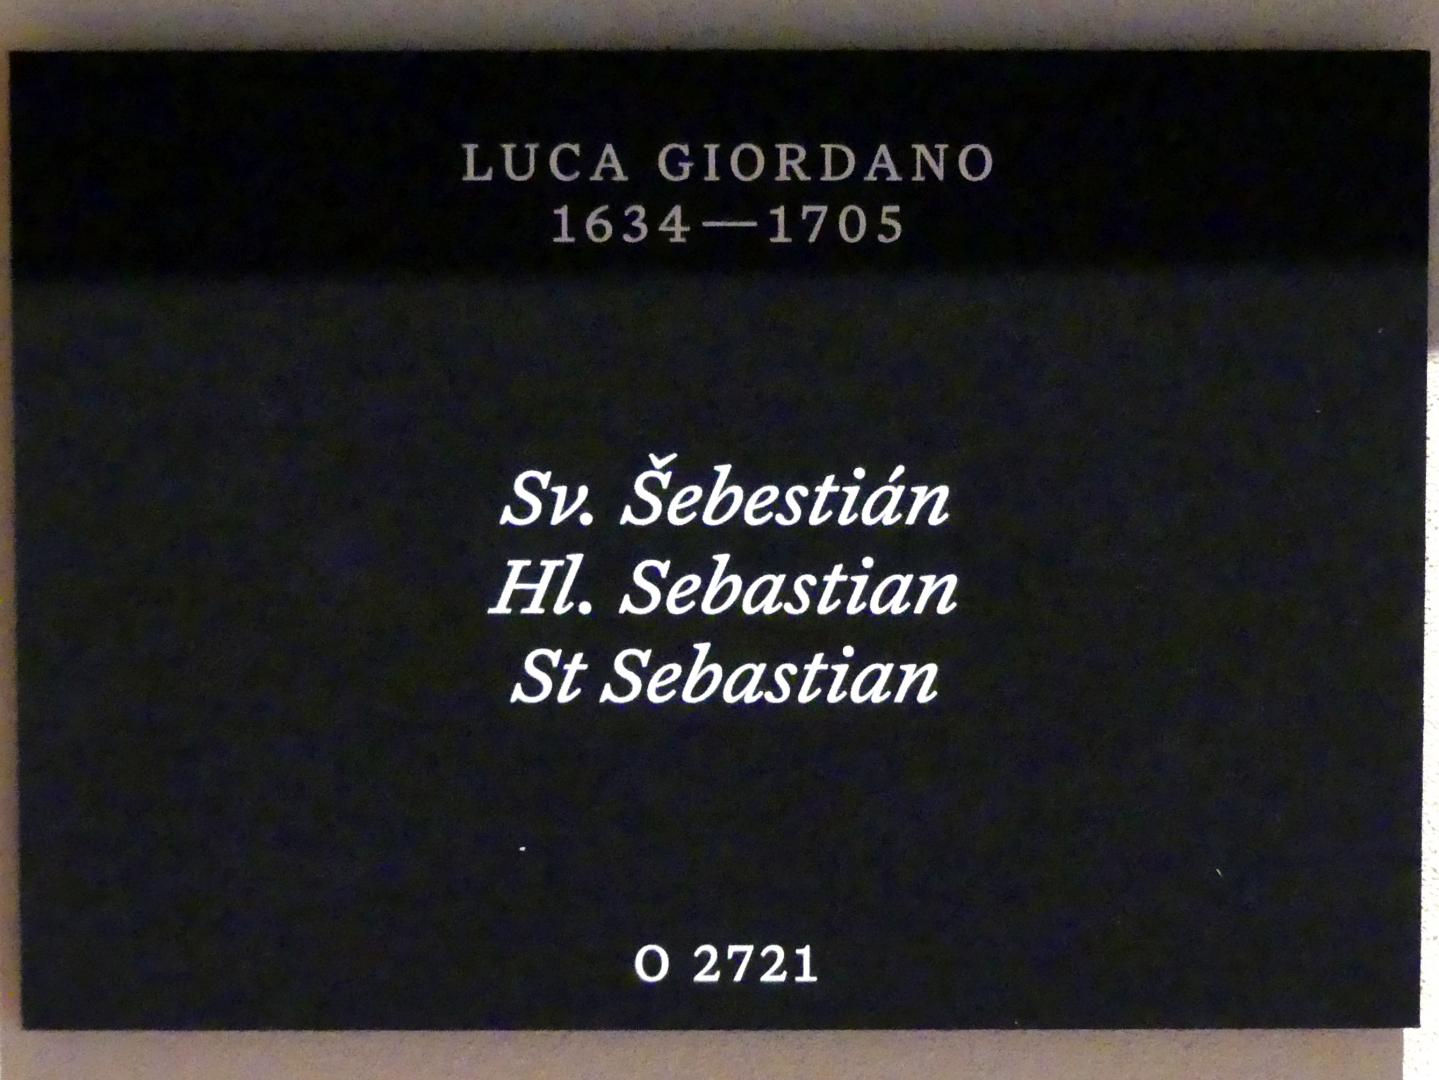 LUCA GIORDANO
1634—1705
Sv. Šebestián
Hl. Sebastian
St Sebastian
O 2721